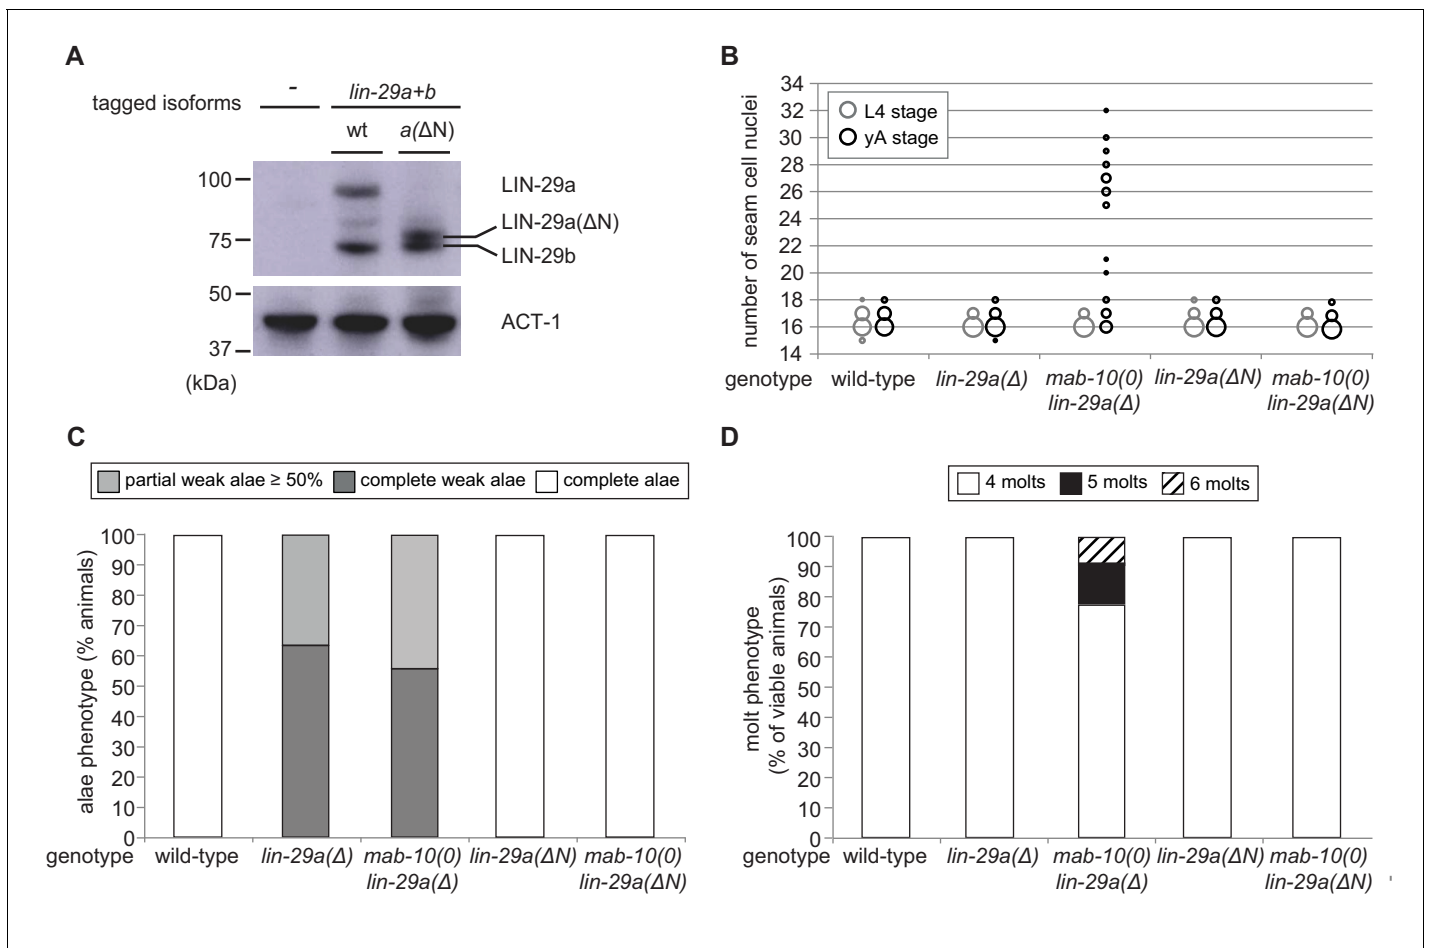 A
tagged isoforms
-
lin-29a+b
wt
a(ΔN)
100
75
50
37
(kDa)
LIN-29a
LIN-29a(ΔN)
LIN-29b
ACT-1
B
number of seam cell nuclei
34
32
30
28
26
24
22
20
18
16
14
L4 stage
yA stage
genotype wild-type lin-29a(Δ) mab-10(0) lin-29a(ΔN) mab-10(0)
lin-29a(Δ) lin-29a(ΔN)
C
partial weak alae ≥ 50% complete weak alae complete alae
alae phenotype (% animals)
100
90
80
70
60
50
40
30
20
10
0
genotype wild-type lin-29a(Δ) mab-10(0) lin-29a(ΔN) mab-10(0)
lin-29a(Δ) lin-29a(ΔN)
D
4 molts 5 molts 6 molts
molt phenotype
(% of viable animals)
100
90
80
70
60
50
40
30
20
10
0
genotype wild-type lin-29a(Δ) mab-10(0) lin-29a(ΔN) mab-10(0)
lin-29a(Δ) lin-29a(ΔN)